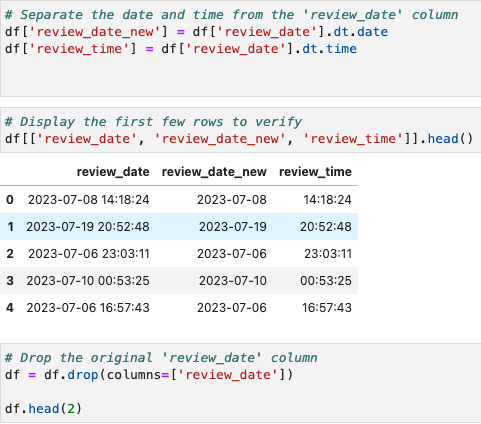 # Separate the date and time from the 'review_date' column
df['review_date_new'] = df['review_date'].dt.date
df['review_time'] = df['review_date'].dt.time
# Display the first few rows to verify
df[['review_date', 'review_date_new', 'review_time']].head()
review_date review_date_new review_time
0 2023-07-08 14:18:24 2023-07-08 14:18:24
1 2023-07-19 20:52:48 2023-07-19 20:52:48
2 2023-07-06 23:03:11 2023-07-06 23:03:11
3 2023-07-10 00:53:25 2023-07-10 00:53:25
4 2023-07-06 16:57:43 2023-07-06 16:57:43
# Drop the original 'review_date' column
df = df.drop(columns=['review_date'])
df.head(2)